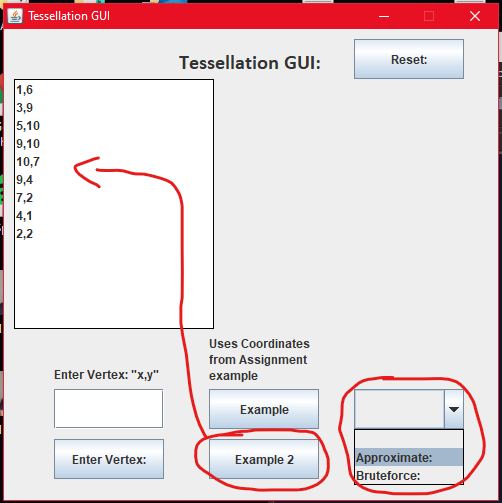 Tessellation GUI
Tessellation GUI:
Reset:
1,6
3,9
5,10
9,10
10,7
9,4
7,2
4,1
2,2
Uses Coordinates
from Assignment
example
Enter Vertex: "x,y"
Example
Enter Vertex:
Example 2
Approximate:
Bruteforce: